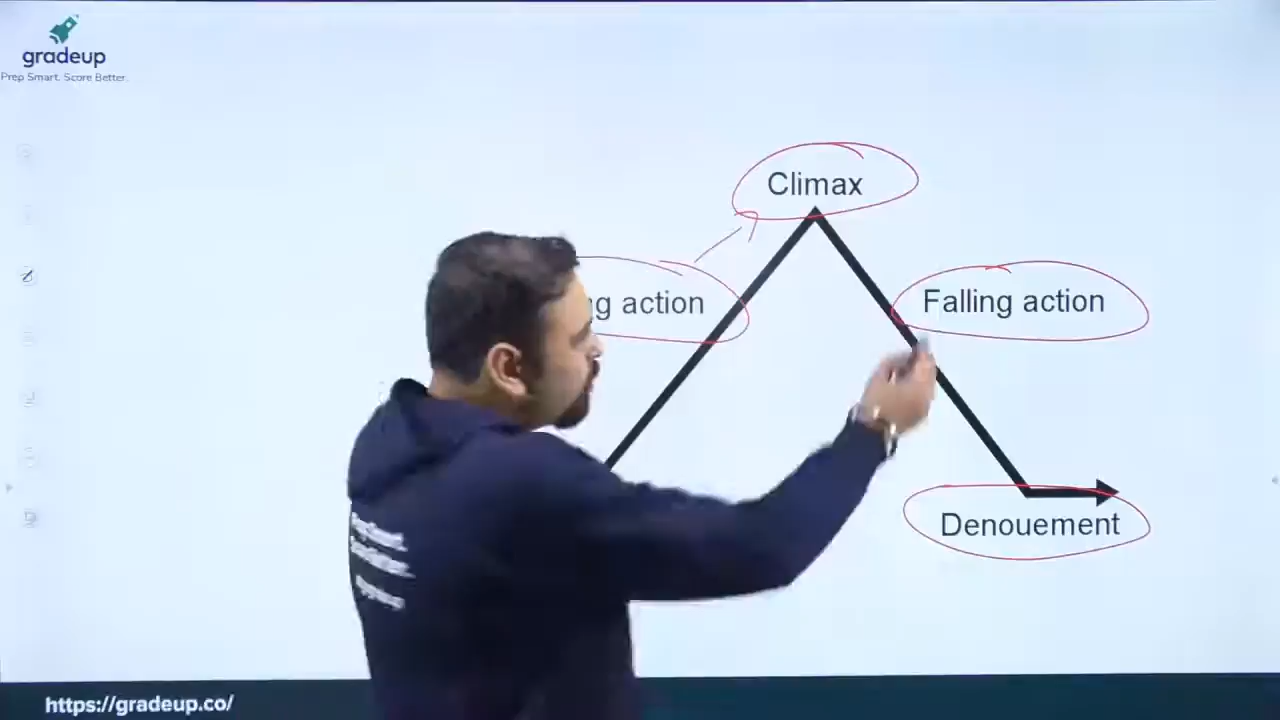 gradeup
Prep Smart. Score Better.
Climax
g action
Falling action
Denouement
https://gradeup.co/